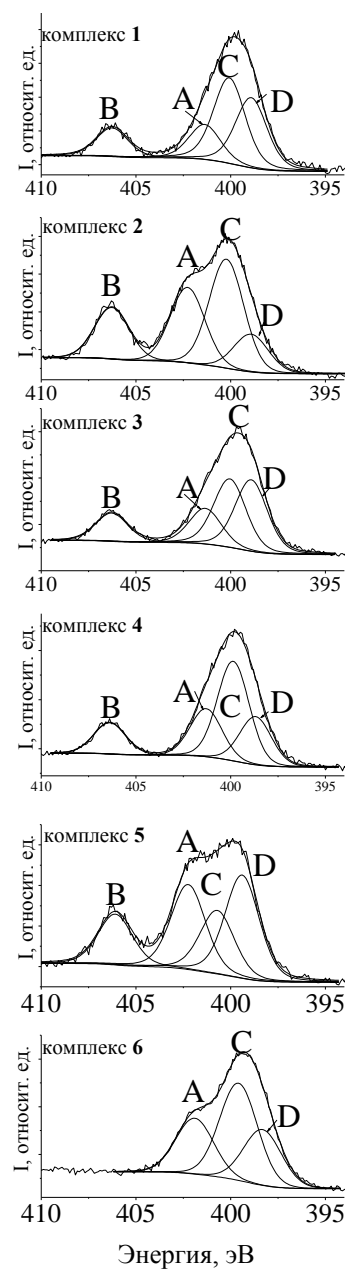 комплекс 1
I, относит. ед.
B
A
C
D
410 405 400 395
комплекс 2
I, относит. ед.
B
A
C
D
410 405 400 395
комплекс 3
I, относит. ед.
B
A
C
D
410 405 400 395
комплекс 4
I, относит. ед.
B
A
C
D
410 405 400 395
комплекс 5
I, относит. ед.
B
A
C
D
410 405 400 395
комплекс 6
I, относит. ед.
A
C
D
410 405 400 395
Энергия, эВ